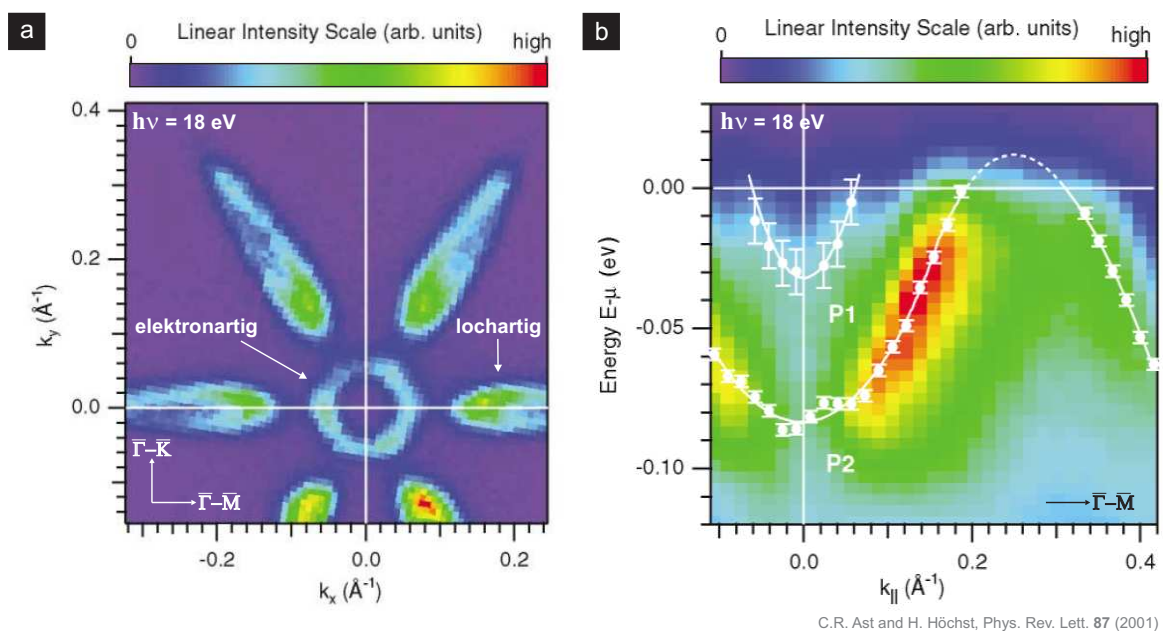 a
Linear Intensity Scale (arb. units)
0
high
hν = 18 eV
0.4
0.2
0.0
k_y (Å⁻¹)
elektronartig
lochartig
Γ̅–K̅
Γ̅–M̅
-0.2
0.0
0.2
k_x (Å⁻¹)
b
Linear Intensity Scale (arb. units)
0
high
hν = 18 eV
0.00
-0.05
-0.10
Energy E-μ (eV)
P1
P2
Γ̅–M̅
0.0
0.2
0.4
k_|| (Å⁻¹)
C.R. Ast and H. Höchst, Phys. Rev. Lett. 87 (2001)